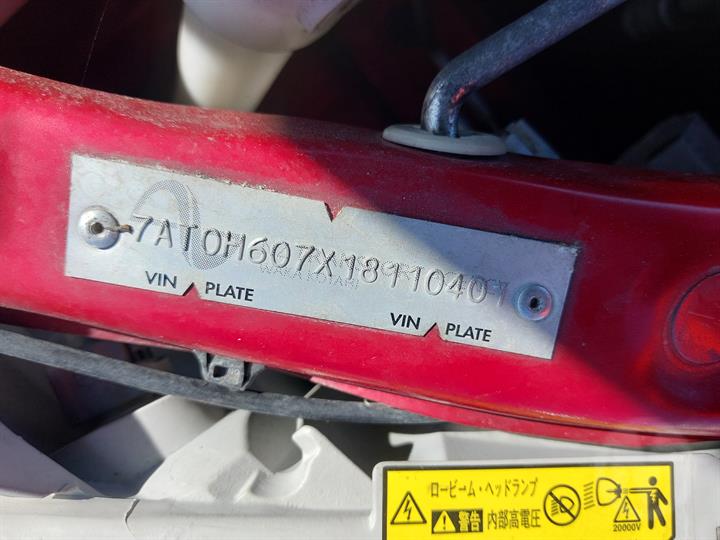 7AT0H607X18110401
VIN PLATE
VIN PLATE
ロービーム・ヘッドランプ
警告 内部高電圧
20000V